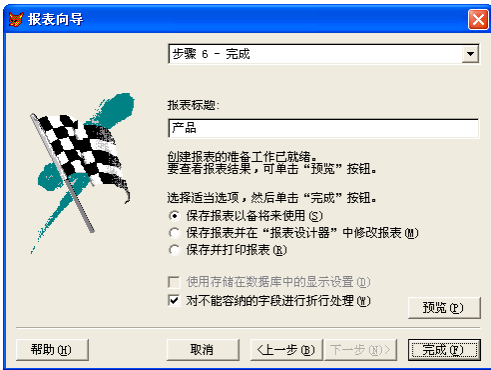 报表向导
步骤 6 - 完成
报表标题:
产品
创建报表的准备工作已就绪。
要查看报表结果，可单击“预览”按钮。
选择适当选项，然后单击“完成”按钮。
保存报表以备将来使用(S)
保存报表并在“报表设计器”中修改报表(M)
保存并打印报表(R)
使用存储在数据库中的显示设置(D)
对不能容纳的字段进行折行处理(W)
预览(P)
帮助(H)
取消
<上一步(B)
下一步(N)>
完成(F)